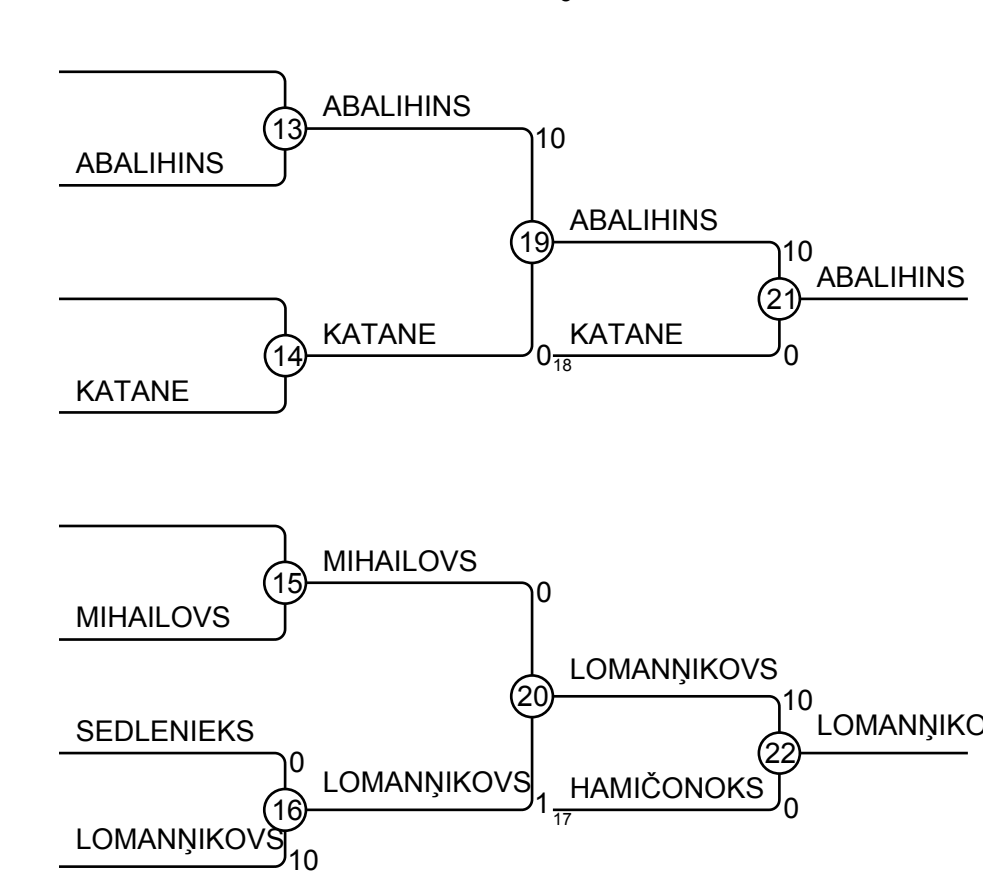 ABALIHINS
13
10
ABALIHINS
ABALIHINS
19
10
ABALIHINS
21
KATANE
KATANE
14
0
18
0
KATANE
MIHAILOVS
15
0
MIHAILOVS
LOMANŅIKOVS
20
10
SEDLENIEKS
LOMANŅIKO
22
0
LOMANŅIKOVS
HAMIČONOKS
1
16
0
17
LOMANŅIKOVS
10